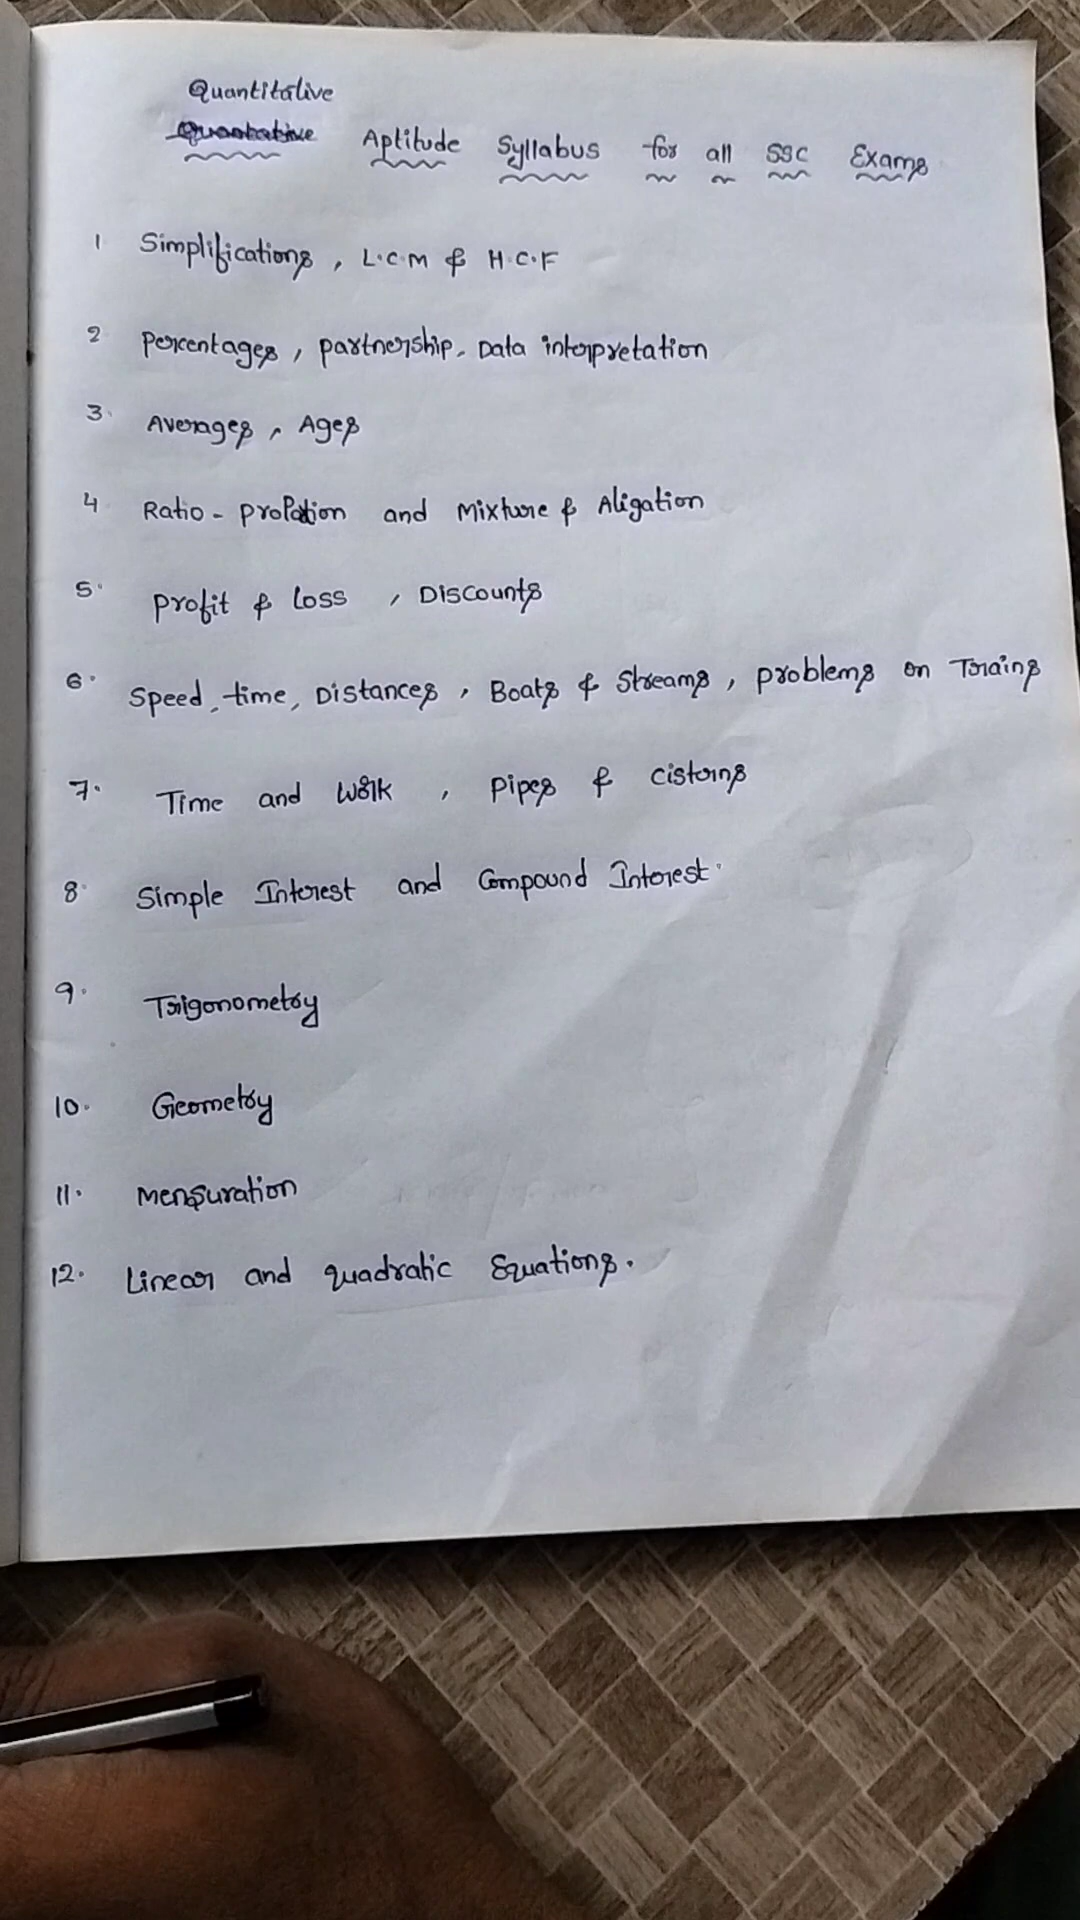 Quantitative
Quantative Aptitude Syllabus for all SSC Exams
1 Simplifications, L.C.M & H.C.F
2 Percentages, partnership, Data interpretation
3. Averages, Ages
4 Ratio - Propotion and Mixture & Aligation
5. Profit & Loss, Discounts
6. Speed, time, Distances, Boats & Streams, problems on Trains
7. Time and Work, Pipes & cisterns
8. Simple Interest and Compound Interest.
9. Trigonometry
10. Geometry
11. Mensuration
12. Linear and quadratic Equations.